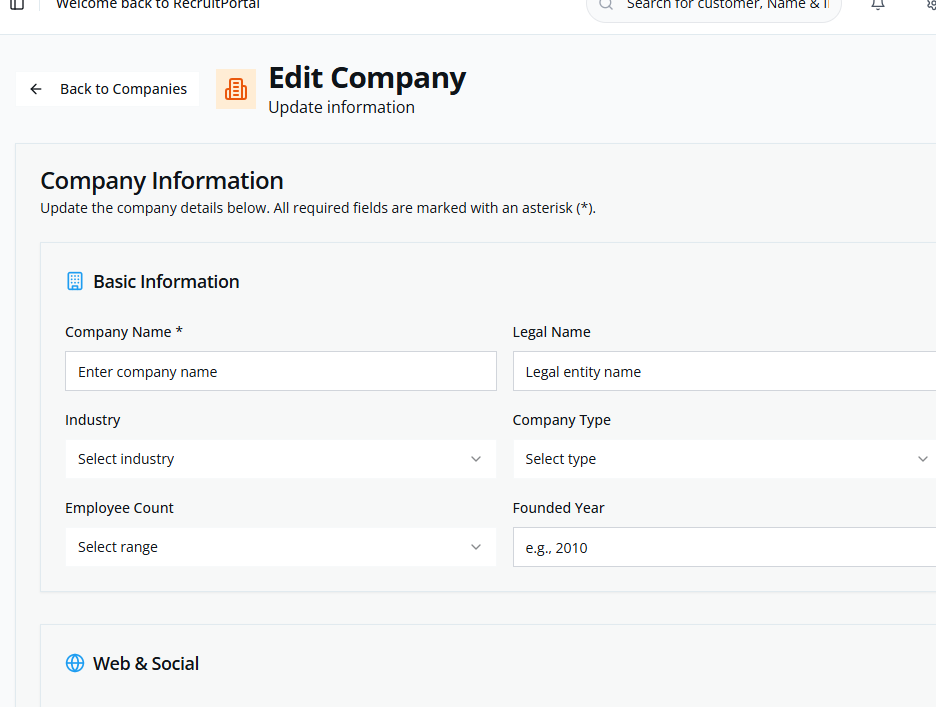 Welcome back to RecruitPortal
Search for customer, Name &
Back to Companies
Edit Company
Update information
Company Information
Update the company details below. All required fields are marked with an asterisk (*).
Basic Information
Company Name *
Legal Name
Enter company name
Legal entity name
Industry
Company Type
Select industry
Select type
Employee Count
Founded Year
Select range
e.g., 2010
Web & Social